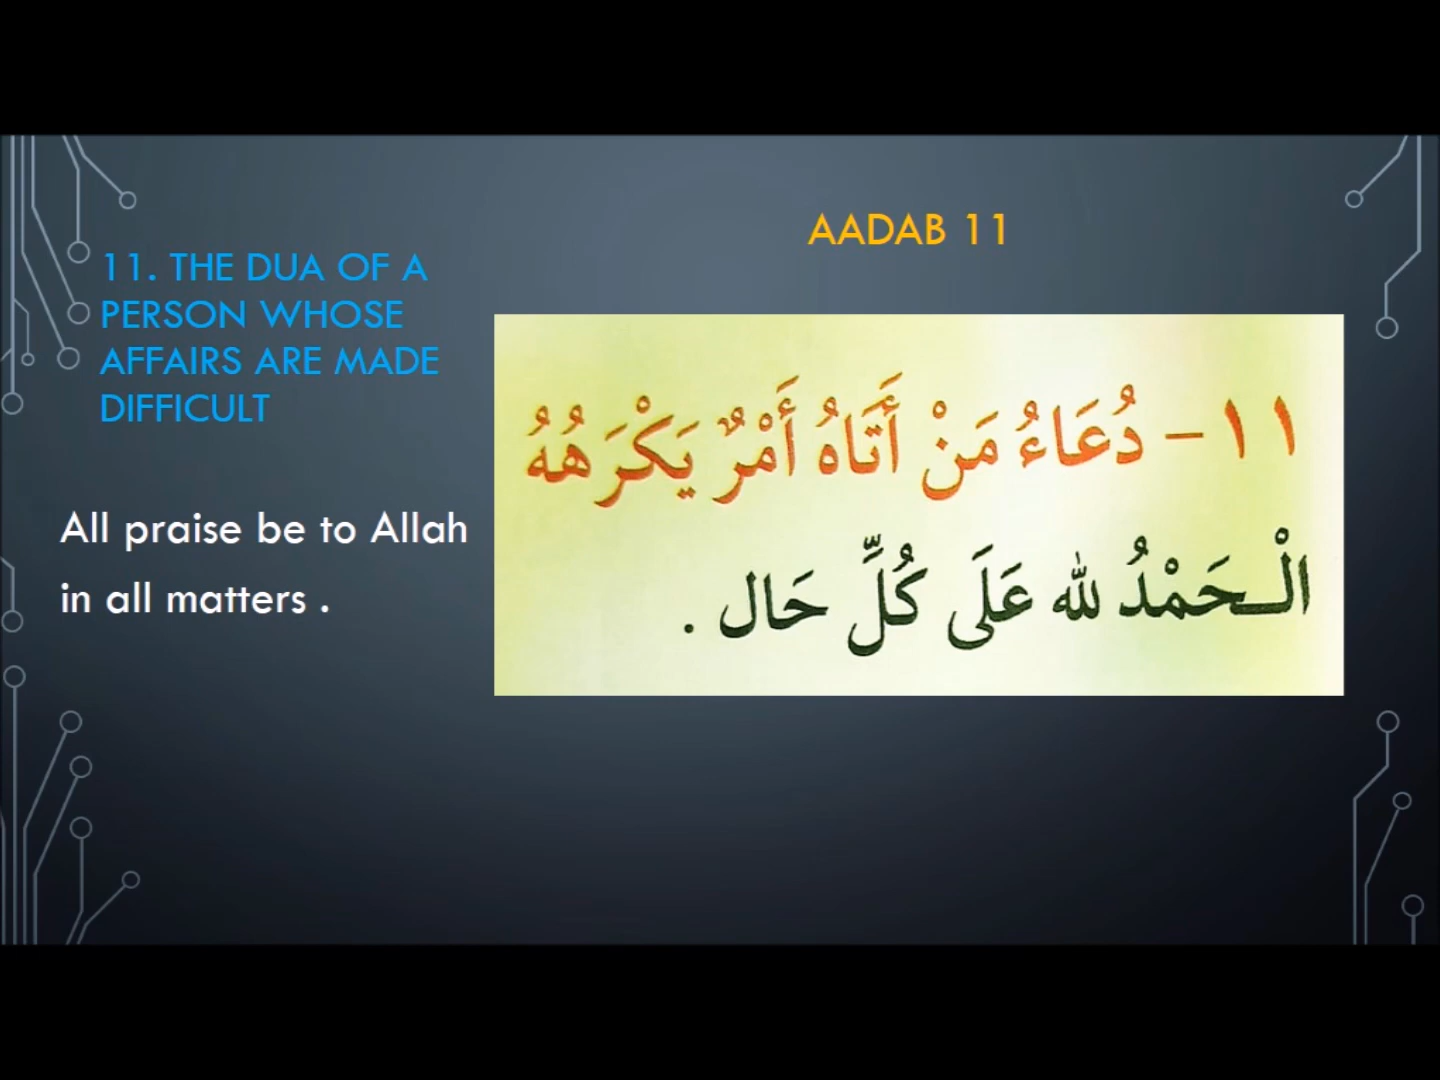 AADAB 11
11. THE DUA OF A
PERSON WHOSE
AFFAIRS ARE MADE
DIFFICULT
All praise be to Allah
in all matters .
١١ – دُعَاءُ مَنْ أَتَاهُ أَمْرٌ يَكْرَهُهُ
الْـحَمْدُ لله عَلَى كُلِّ حَال .